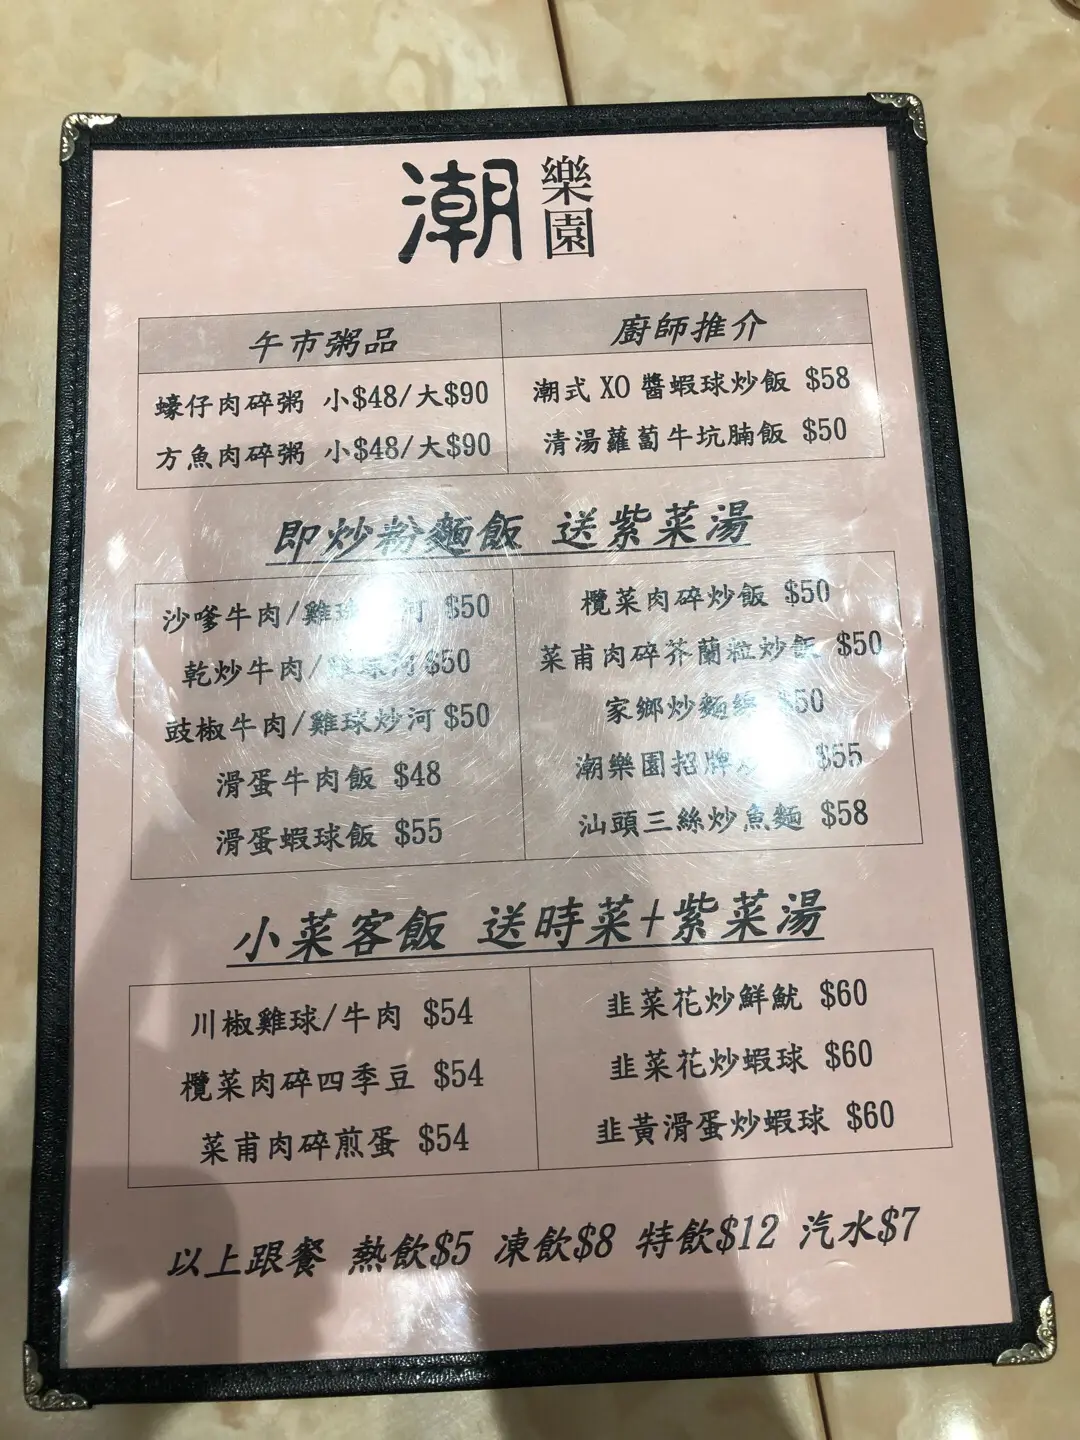 潮樂園
午市粥品
蠔仔肉碎粥 小$48/大$90
方魚肉碎粥 小$48/大$90
廚師推介
潮式 XO 醬蝦球炒飯 $58
清湯蘿蔔牛坑腩飯 $50
即炒粉麵飯 送紫菜湯
沙嗲牛肉/雞球 河 $50
乾炒牛肉/雞球河$50
豉椒牛肉/雞球炒河$50
滑蛋牛肉飯 $48
滑蛋蝦球飯 $55
欖菜肉碎炒飯 $50
菜甫肉碎芥蘭粒炒飯 $50
家鄉炒麵線 $50
潮樂園招牌 $55
汕頭三絲炒魚麵 $58
小菜客飯 送時菜+紫菜湯
川椒雞球/牛肉 $54
欖菜肉碎四季豆 $54
菜甫肉碎煎蛋 $54
韭菜花炒鮮魷 $60
韭菜花炒蝦球 $60
韭黃滑蛋炒蝦球 $60
以上跟餐 熱飲$5 凍飲$8 特飲$12 汽水$7